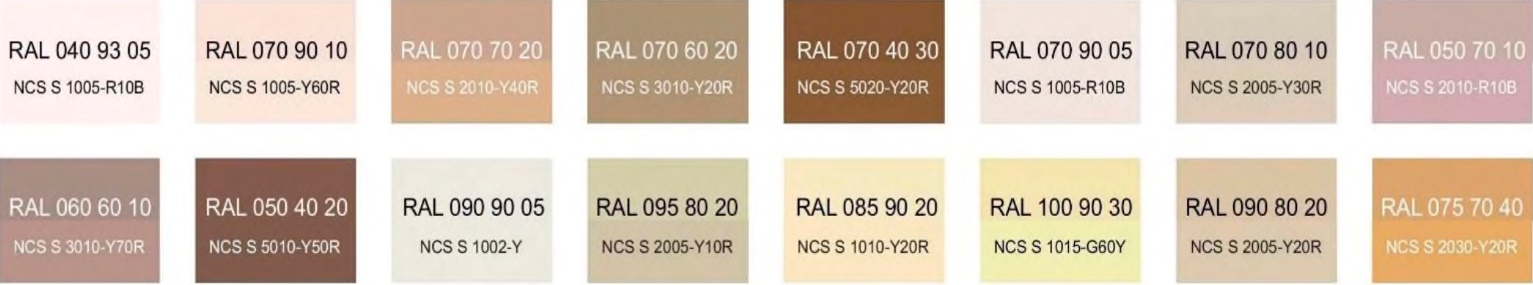 RAL 040 93 05
NCS S 1005-R10B
RAL 070 90 10
NCS S 1005-Y60R
RAL 070 70 20
NCS S 2010-Y40R
RAL 070 60 20
NCS S 3010-Y20R
RAL 070 40 30
NCS S 5020-Y20R
RAL 070 90 05
NCS S 1005-R10B
RAL 070 80 10
NCS S 2005-Y30R
RAL 050 70 10
NCS S 2010-R10B
RAL 060 60 10
NCS S 3010-Y70R
RAL 050 40 20
NCS S 5010-Y50R
RAL 090 90 05
NCS S 1002-Y
RAL 095 80 20
NCS S 2005-Y10R
RAL 085 90 20
NCS S 1010-Y20R
RAL 100 90 30
NCS S 1015-G60Y
RAL 090 80 20
NCS S 2005-Y20R
RAL 075 70 40
NCS S 2030-Y20R